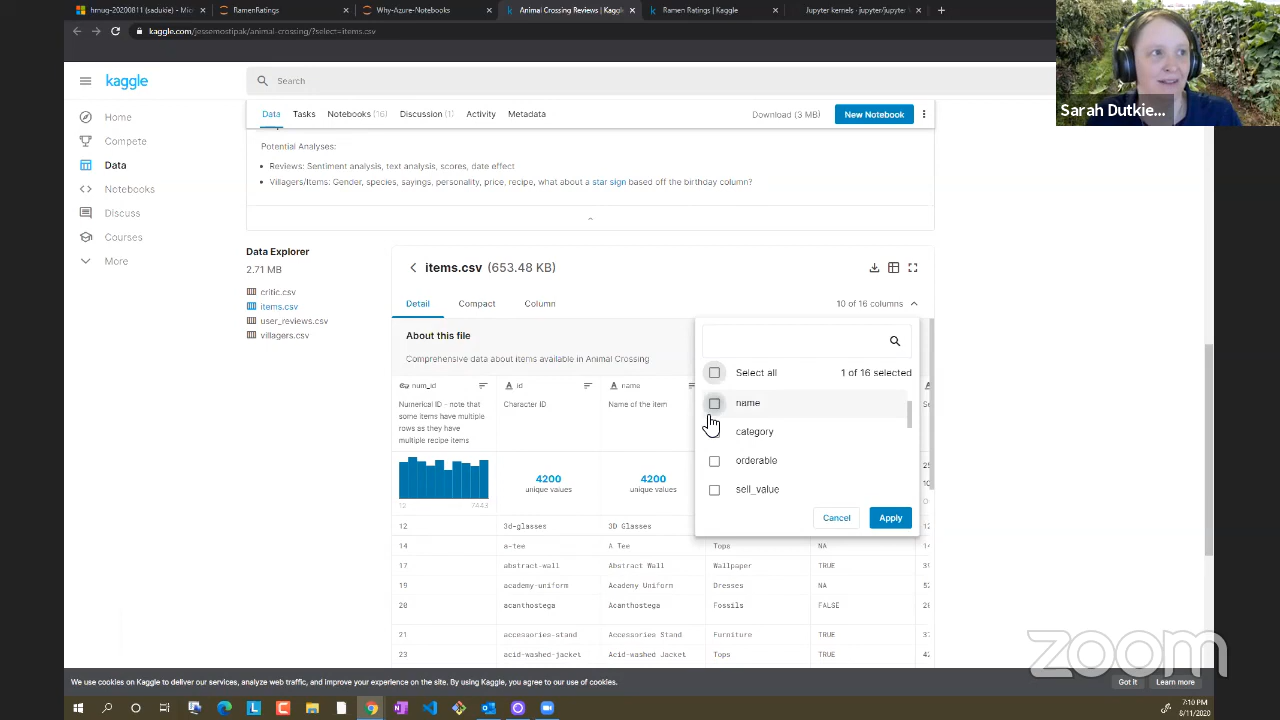 hmug-20200811 (sadukie) - Mic
RamenRatings
Why-Azure-Notebooks
Animal Crossing Reviews | Kaggle
Ramen Ratings | Kaggle
Jupyter kernels · jupyter/jupyter
kaggle.com/jessemostipak/animal-crossing/?select=items.csv
Sarah Dutkie...
kaggle
Search
Data Tasks Notebooks (16) Discussion (1) Activity Metadata Download (3 MB) New Notebook
Home
Compete
Data
Notebooks
Discuss
Courses
More
Potential Analyses:
Reviews: Sentiment analysis, text analysis, scores, date effect
Villagers/Items: Gender, species, sayings, personality, price, recipe, what about a star sign based off the birthday column?
Data Explorer
2.71 MB
critic.csv
items.csv
user_reviews.csv
villagers.csv
items.csv (653.48 KB)
Detail Compact Column 10 of 16 columns
About this file
Comprehensive data about items available in Animal Crossing
Select all 1 of 16 selected
name
category
orderable
sell_value
Cancel Apply
num_id id name
Numerical ID - note that some items have multiple rows as they have multiple recipe items
Character ID
Name of the item
12 7443
4200 unique values
4200 unique values
12 3d-glasses 3D Glasses
14 a-tee A Tee Tops NA
17 abstract-wall Abstract Wall Wallpaper TRUE
19 academy-uniform Academy Uniform Dresses NA
20 acanthostega Acanthostega Fossils FALSE
21 accessories-stand Accessories Stand Furniture TRUE
23 acid-washed-jacket Acid-Washed Jacket Tops TRUE
zoom
We use cookies on Kaggle to deliver our services, analyze web traffic, and improve your experience on the site. By using Kaggle, you agree to our use of cookies.
Got it Learn more
7:10 PM
8/11/2020